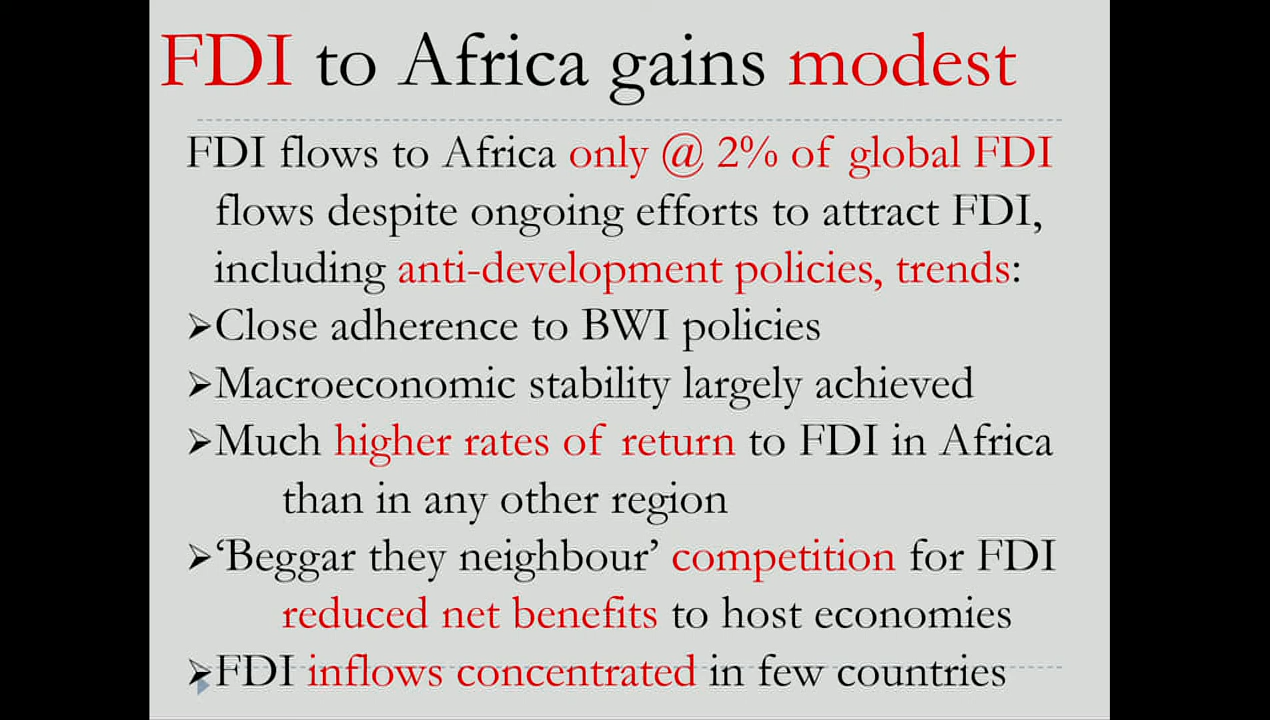 FDI to Africa gains modest
FDI flows to Africa only @ 2% of global FDI
flows despite ongoing efforts to attract FDI,
including anti-development policies, trends:
➢Close adherence to BWI policies
➢Macroeconomic stability largely achieved
➢Much higher rates of return to FDI in Africa
than in any other region
➢‘Beggar they neighbour’ competition for FDI
reduced net benefits to host economies
➢FDI inflows concentrated in few countries